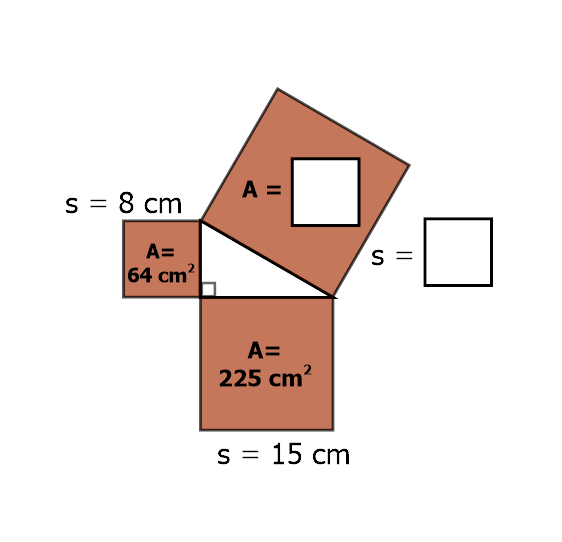 A =
s = 8 cm
A=
64 cm²
s =
A=
225 cm²
s = 15 cm